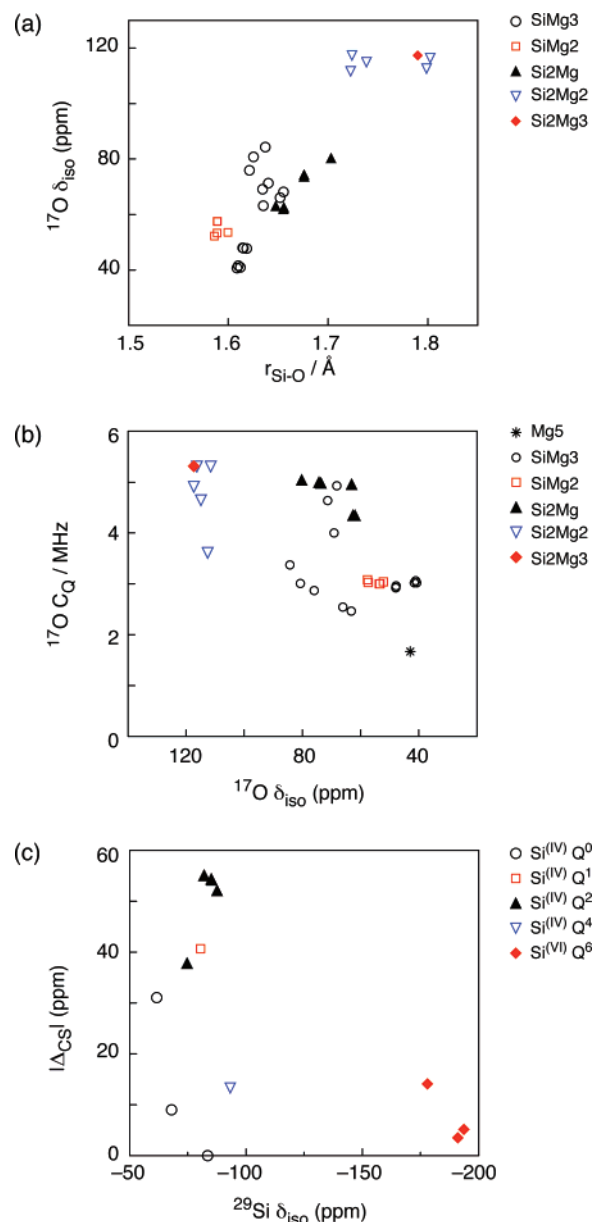 (a)
120
80
40
¹⁷O δiso (ppm)
1.5 1.6 1.7 1.8
rSi-O / Å
SiMg3
SiMg2
Si2Mg
Si2Mg2
Si2Mg3
(b)
6
4
2
0
¹⁷O CQ / MHz
120 80 40
¹⁷O δiso (ppm)
Mg5
SiMg3
SiMg2
Si2Mg
Si2Mg2
Si2Mg3
(c)
60
40
20
0
|ΔCS| (ppm)
−50 −100 −150 −200
²⁹Si δiso (ppm)
Si(IV) Q⁰
Si(IV) Q¹
Si(IV) Q²
Si(IV) Q⁴
Si(VI) Q⁶